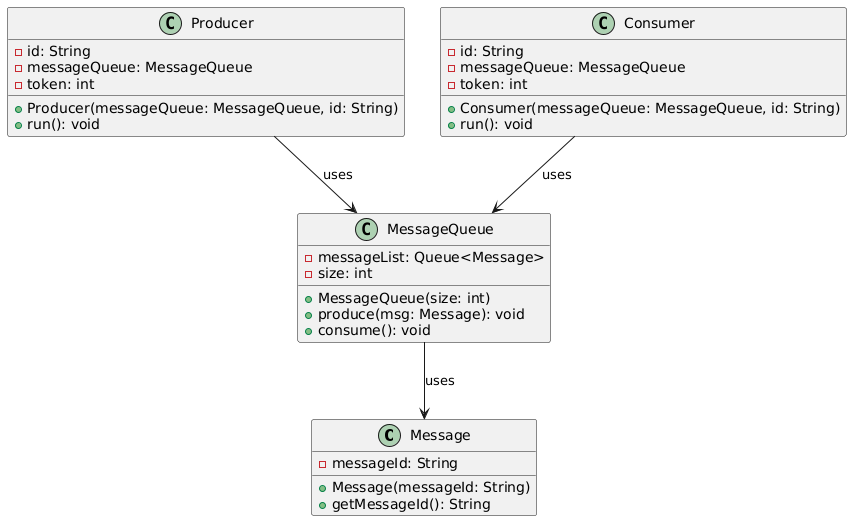 C Producer
id: String
messageQueue: MessageQueue
token: int
Producer(messageQueue: MessageQueue, id: String)
run(): void
C Consumer
id: String
messageQueue: MessageQueue
token: int
Consumer(messageQueue: MessageQueue, id: String)
run(): void
uses
uses
C MessageQueue
messageList: Queue<Message>
size: int
MessageQueue(size: int)
produce(msg: Message): void
consume(): void
uses
C Message
messageId: String
Message(messageId: String)
getMessageId(): String